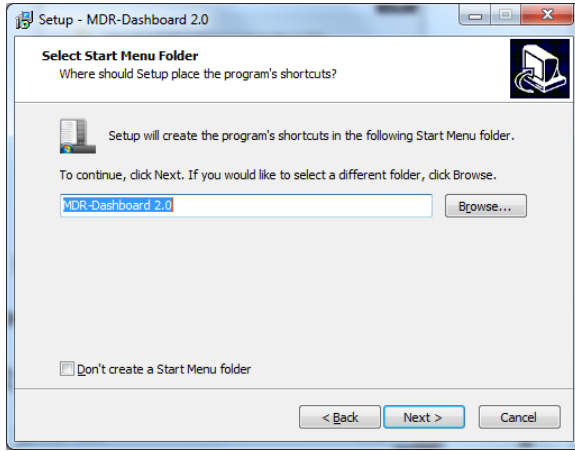 Setup - MDR-Dashboard 2.0
Select Start Menu Folder
Where should Setup place the program's shortcuts?
Setup will create the program's shortcuts in the following Start Menu folder.
To continue, click Next. If you would like to select a different folder, click Browse.
MDR-Dashboard 2.0
Browse...
Don't create a Start Menu folder
< Back
Next >
Cancel